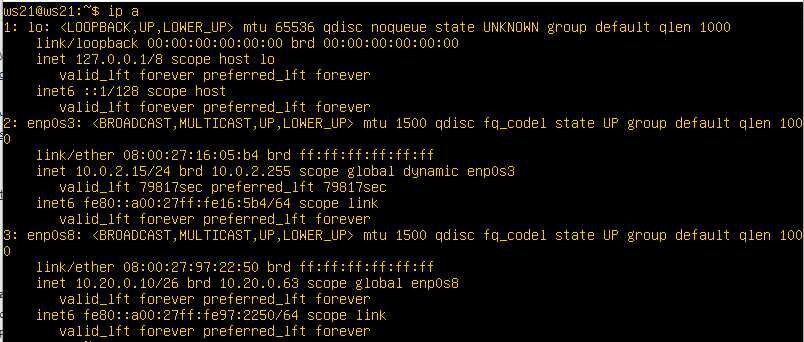 ws21@ws21:~$ ip a
1: lo: <LOOPBACK,UP,LOWER_UP> mtu 65536 qdisc noqueue state UNKNOWN group default qlen 1000
    link/loopback 00:00:00:00:00:00 brd 00:00:00:00:00:00
    inet 127.0.0.1/8 scope host lo
       valid_lft forever preferred_lft forever
    inet6 ::1/128 scope host
       valid_lft forever preferred_lft forever
2: enp0s3: <BROADCAST,MULTICAST,UP,LOWER_UP> mtu 1500 qdisc fq_codel state UP group default qlen 100
0
    link/ether 08:00:27:16:05:b4 brd ff:ff:ff:ff:ff:ff
    inet 10.0.2.15/24 brd 10.0.2.255 scope global dynamic enp0s3
       valid_lft 79817sec preferred_lft 79817sec
    inet6 fe80::a00:27ff:fe16:5b4/64 scope link
       valid_lft forever preferred_lft forever
3: enp0s8: <BROADCAST,MULTICAST,UP,LOWER_UP> mtu 1500 qdisc fq_codel state UP group default qlen 100
0
    link/ether 08:00:27:97:22:50 brd ff:ff:ff:ff:ff:ff
    inet 10.20.0.10/26 brd 10.20.0.63 scope global enp0s8
       valid_lft forever preferred_lft forever
    inet6 fe80::a00:27ff:fe97:2250/64 scope link
       valid_lft forever preferred_lft forever